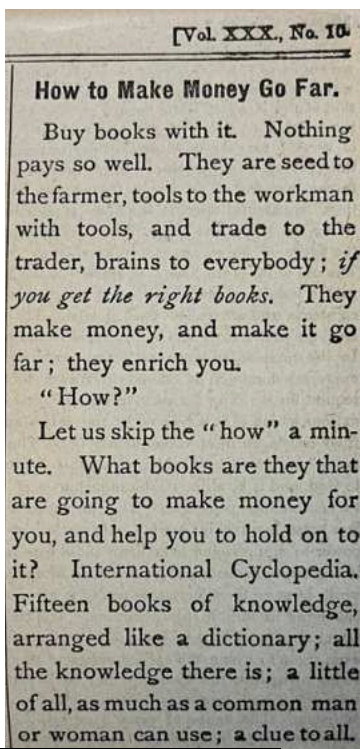 [Vol. XXX., No. 10.
How to Make Money Go Far.
Buy books with it. Nothing
pays so well. They are seed to
the farmer, tools to the workman
with tools, and trade to the
trader, brains to everybody; if
you get the right books. They
make money, and make it go
far; they enrich you.
"How?"
Let us skip the "how" a min-
ute. What books are they that
are going to make money for
you, and help you to hold on to
it? International Cyclopedia.
Fifteen books of knowledge,
arranged like a dictionary; all
the knowledge there is; a little
of all, as much as a common man
or woman can use; a clue to all.